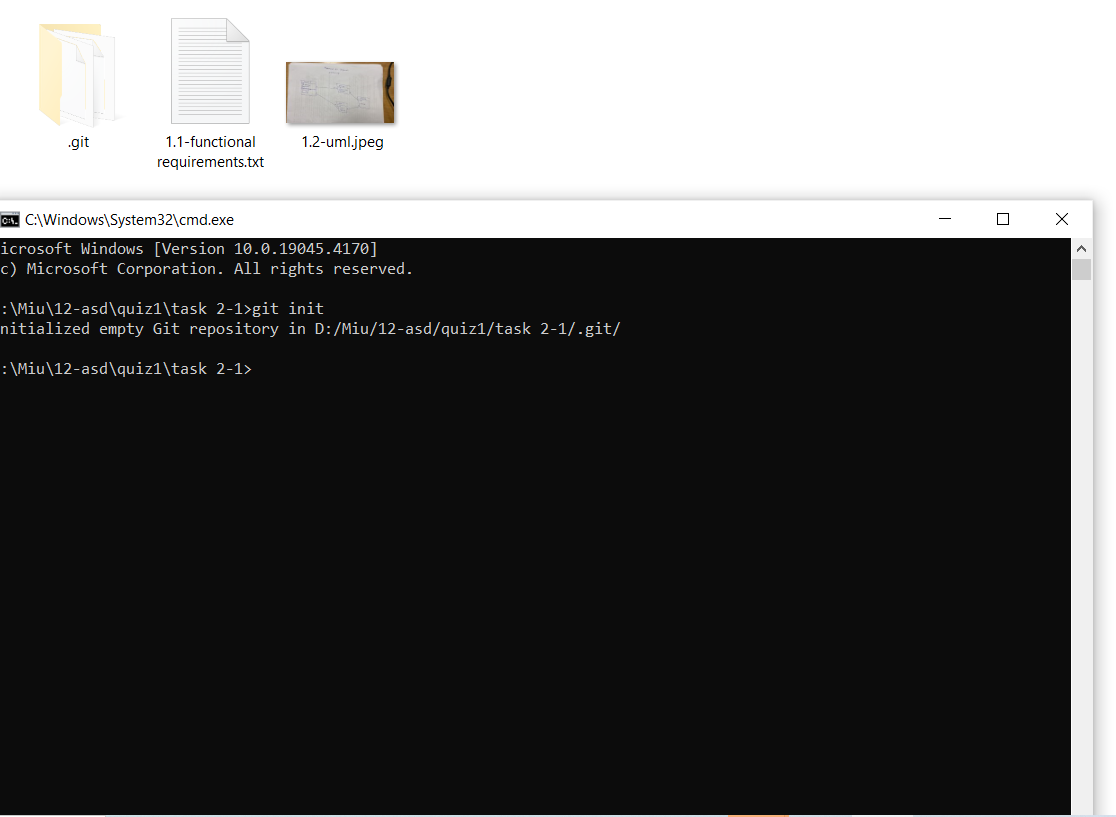 .git
1.1-functional
requirements.txt
1.2-uml.jpeg
C:\Windows\System32\cmd.exe
icrosoft Windows [Version 10.0.19045.4170]
c) Microsoft Corporation. All rights reserved.
:\Miu\12-asd\quiz1\task 2-1>git init
nitialized empty Git repository in D:/Miu/12-asd/quiz1/task 2-1/.git/
:\Miu\12-asd\quiz1\task 2-1>